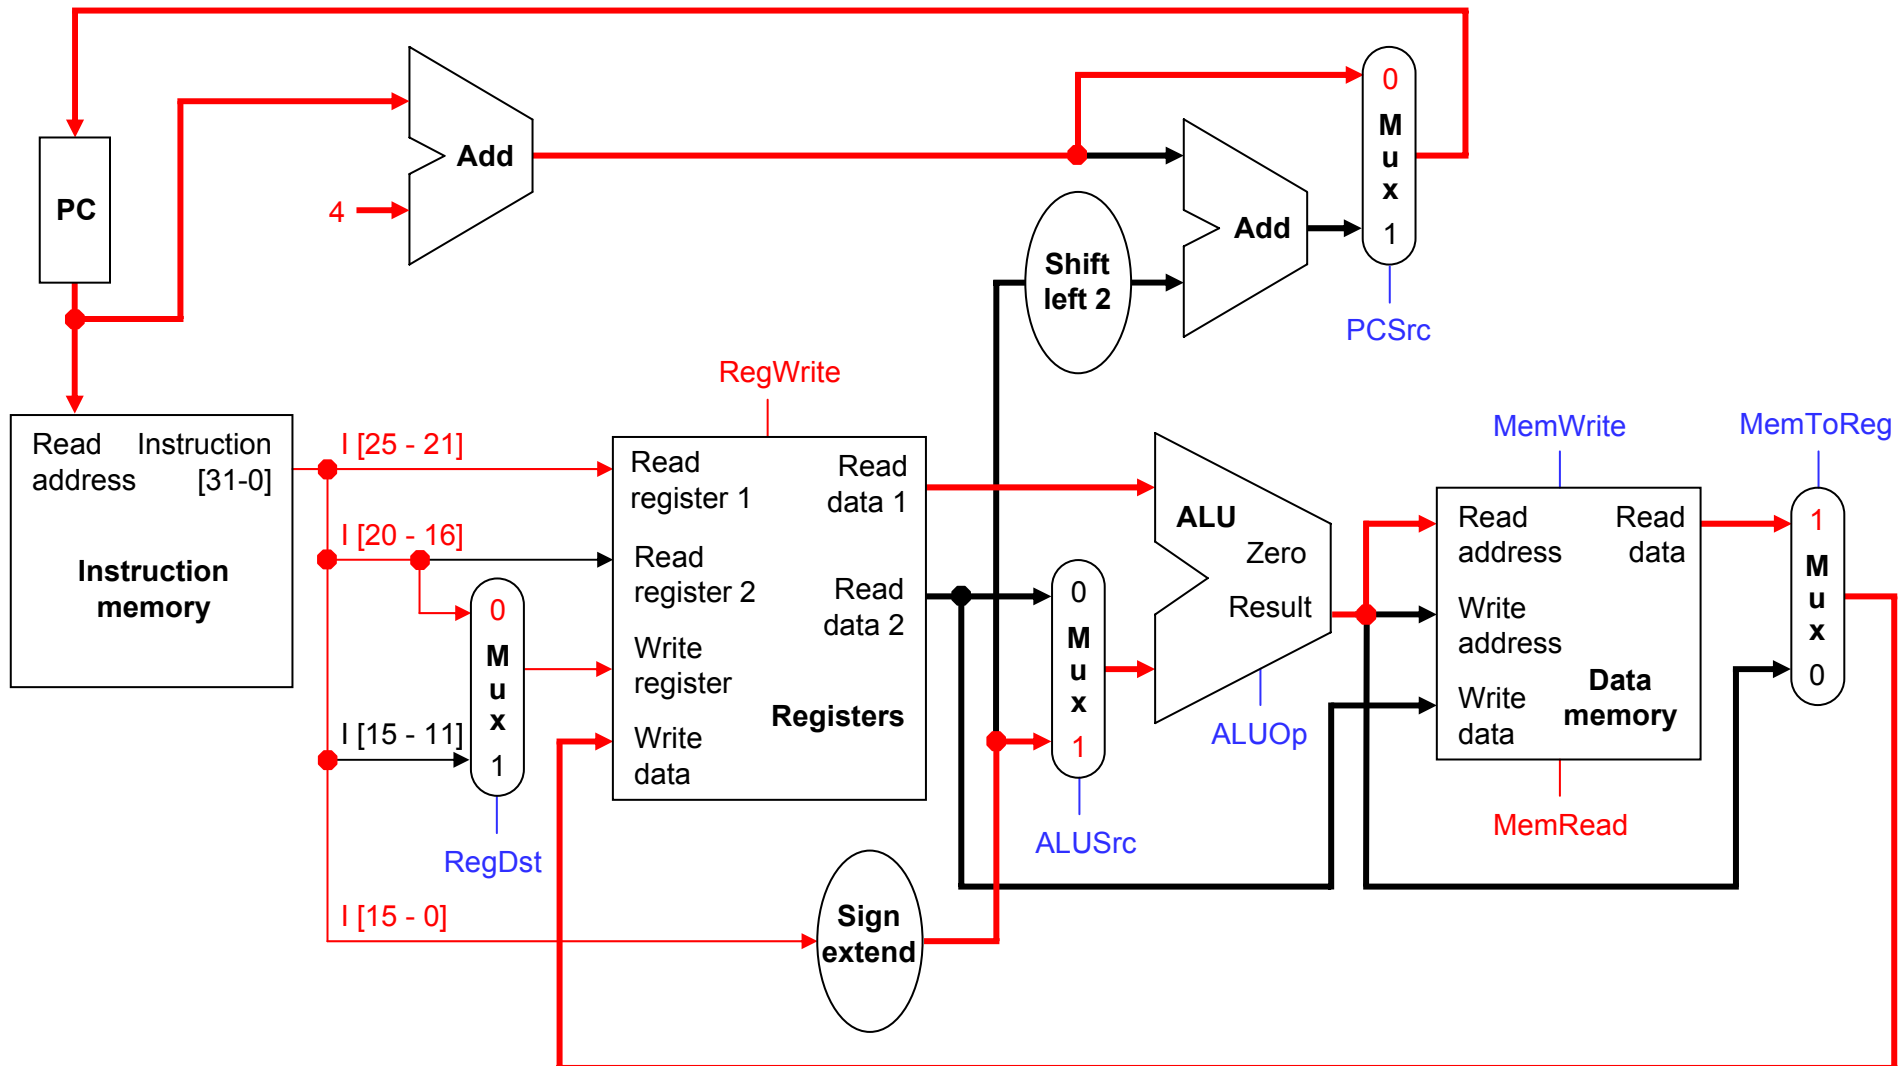 0
M
u
x
1
PCSrc
Add
4
PC
Add
Shift
left 2
RegWrite
MemWrite
MemToReg
Read address
Instruction [31-0]
Instruction
memory
I [25 - 21]
I [20 - 16]
I [15 - 11]
I [15 - 0]
0
M
u
x
1
RegDst
Read
register 1
Read
data 1
Read
register 2
Read
data 2
Write
register
Registers
Write
data
Sign
extend
0
M
u
x
1
ALUSrc
ALU
Zero
Result
ALUOp
Read
address
Read
data
Write
address
Data
memory
Write
data
MemRead
1
M
u
x
0